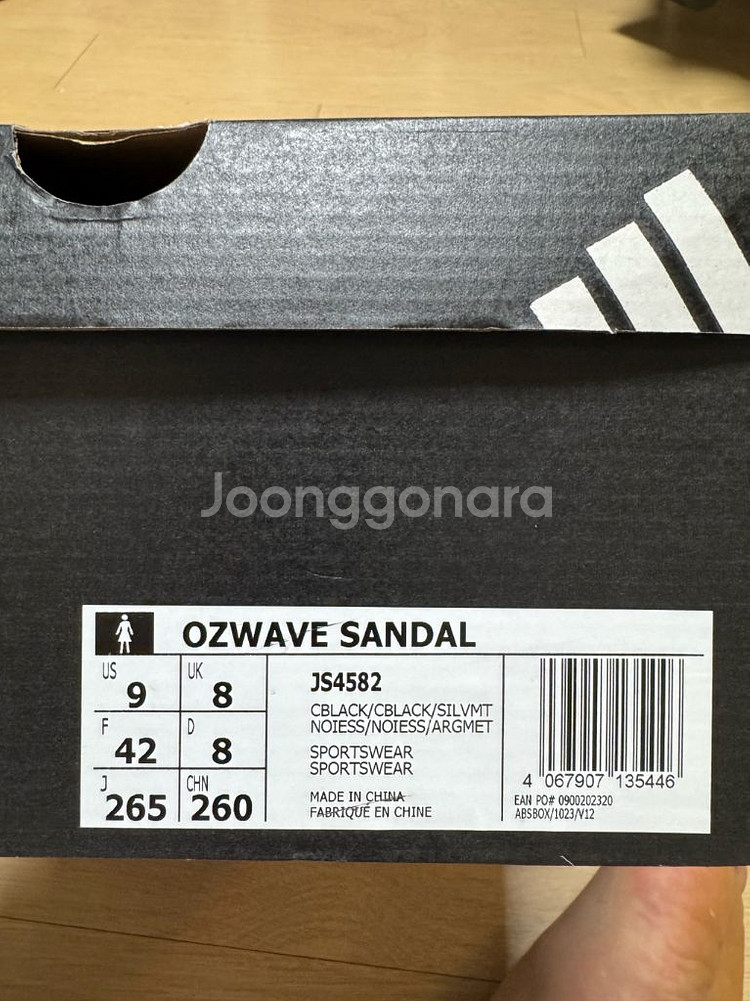 Joonggonara
OZWAVE SANDAL
US 9
UK 8
F 42
D 8
J 265
CHN 260
JS4582
CBLACK/CBLACK/SILVMT
NOIESS/NOIESS/ARGMET
SPORTSWEAR
SPORTSWEAR
MADE IN CHINA
FABRIQUÉ EN CHINE
4 067907 135446
EAN PO# 0900202320
ABSBOX/1023/V12